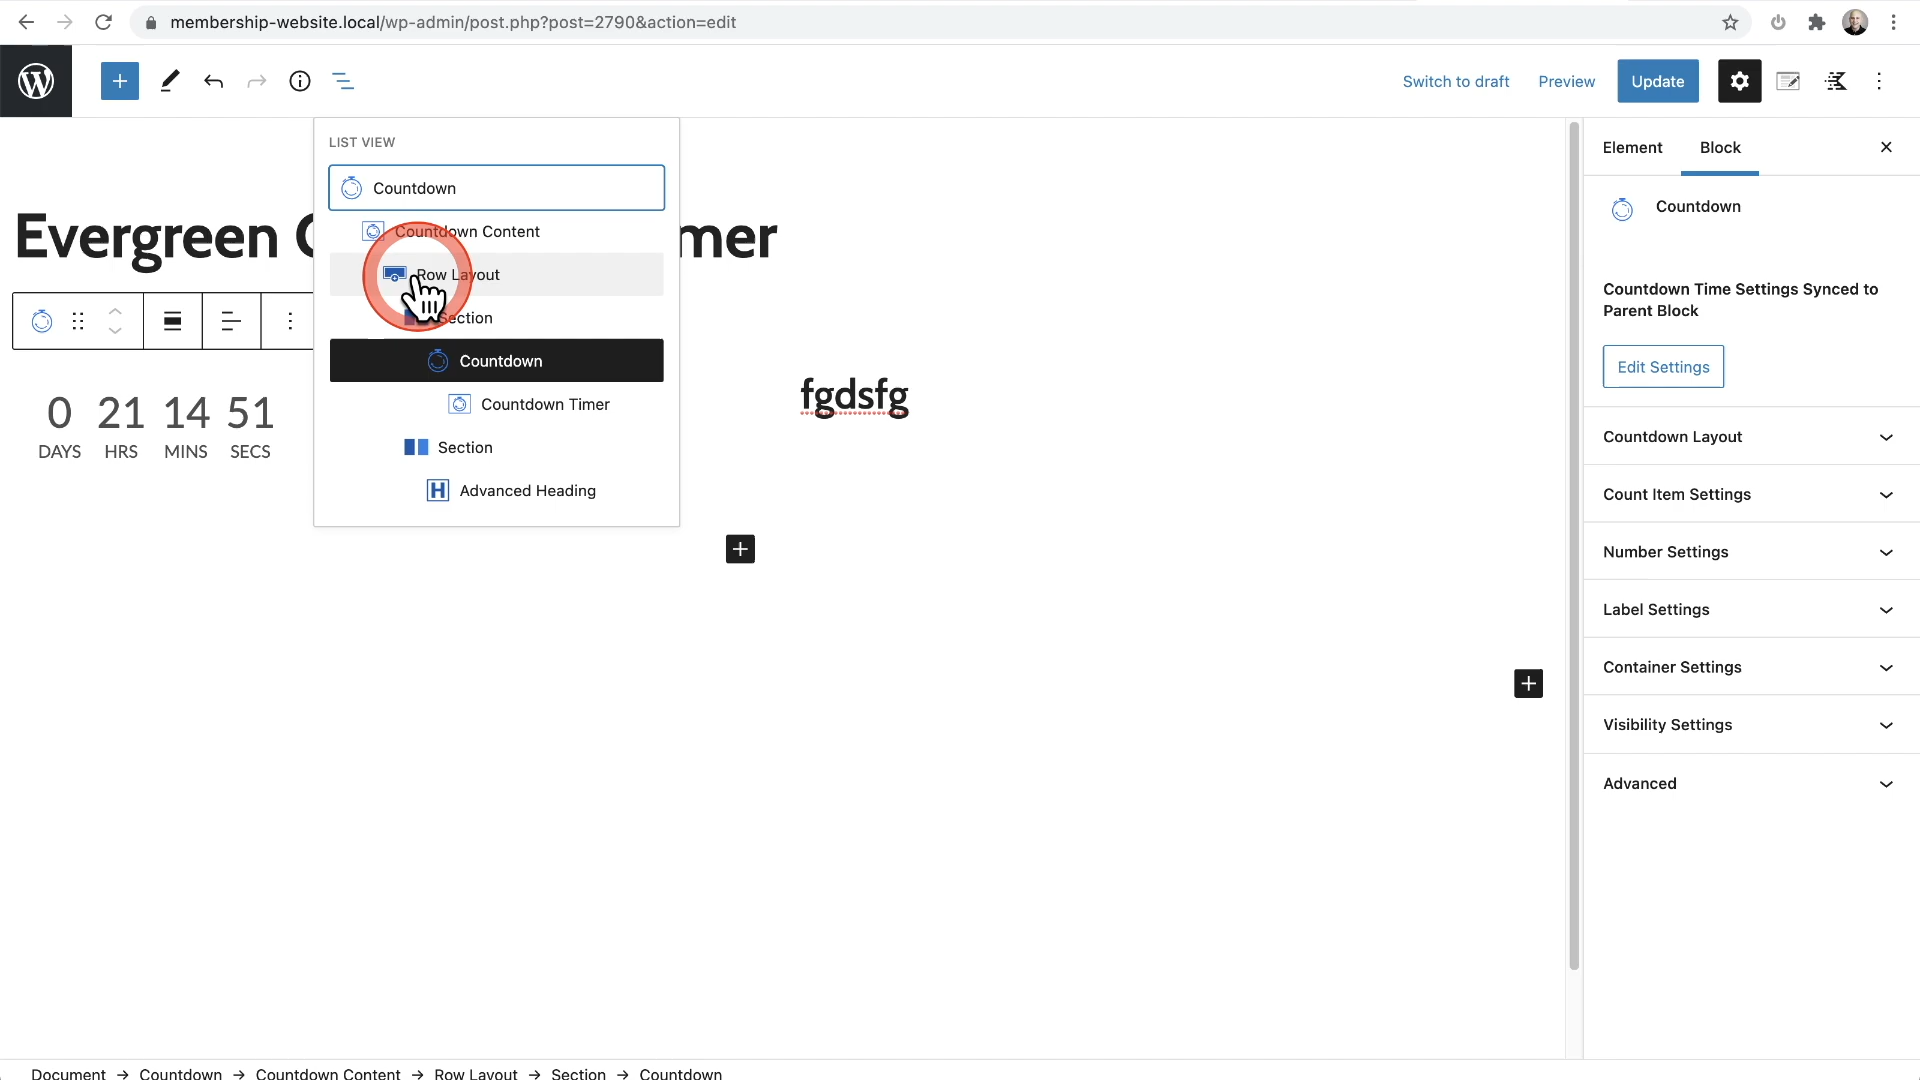 membership-website.local/wp-admin/post.php?post=2790&action=edit
Switch to draft
Preview
Update
LIST VIEW
Countdown
Countdown Content
Row Layout
Section
Countdown
Countdown Timer
Section
Advanced Heading
Evergreen C mer
0 21 14 51
DAYS HRS MINS SECS
fgdsfg
Element
Block
Countdown
Countdown Time Settings Synced to
Parent Block
Edit Settings
Countdown Layout
Count Item Settings
Number Settings
Label Settings
Container Settings
Visibility Settings
Advanced
Document → Countdown → Countdown Content → Row Layout → Section → Countdown